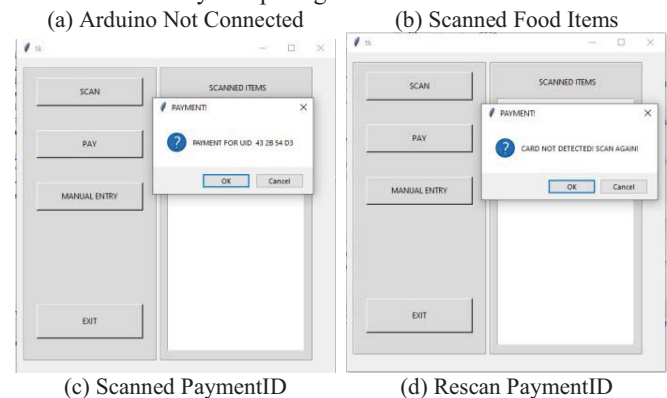 (a) Arduino Not Connected (b) Scanned Food Items
tk
SCAN
PAY
MANUAL ENTRY
EXIT
SCANNED ITEMS
PAYMENT!
PAYMENT FOR UID 43 2B 54 D3
OK Cancel
tk
SCAN
PAY
MANUAL ENTRY
EXIT
SCANNED ITEMS
PAYMENT!
CARD NOT DETECTED! SCAN AGAIN!
OK Cancel
(c) Scanned PaymentID (d) Rescan PaymentID